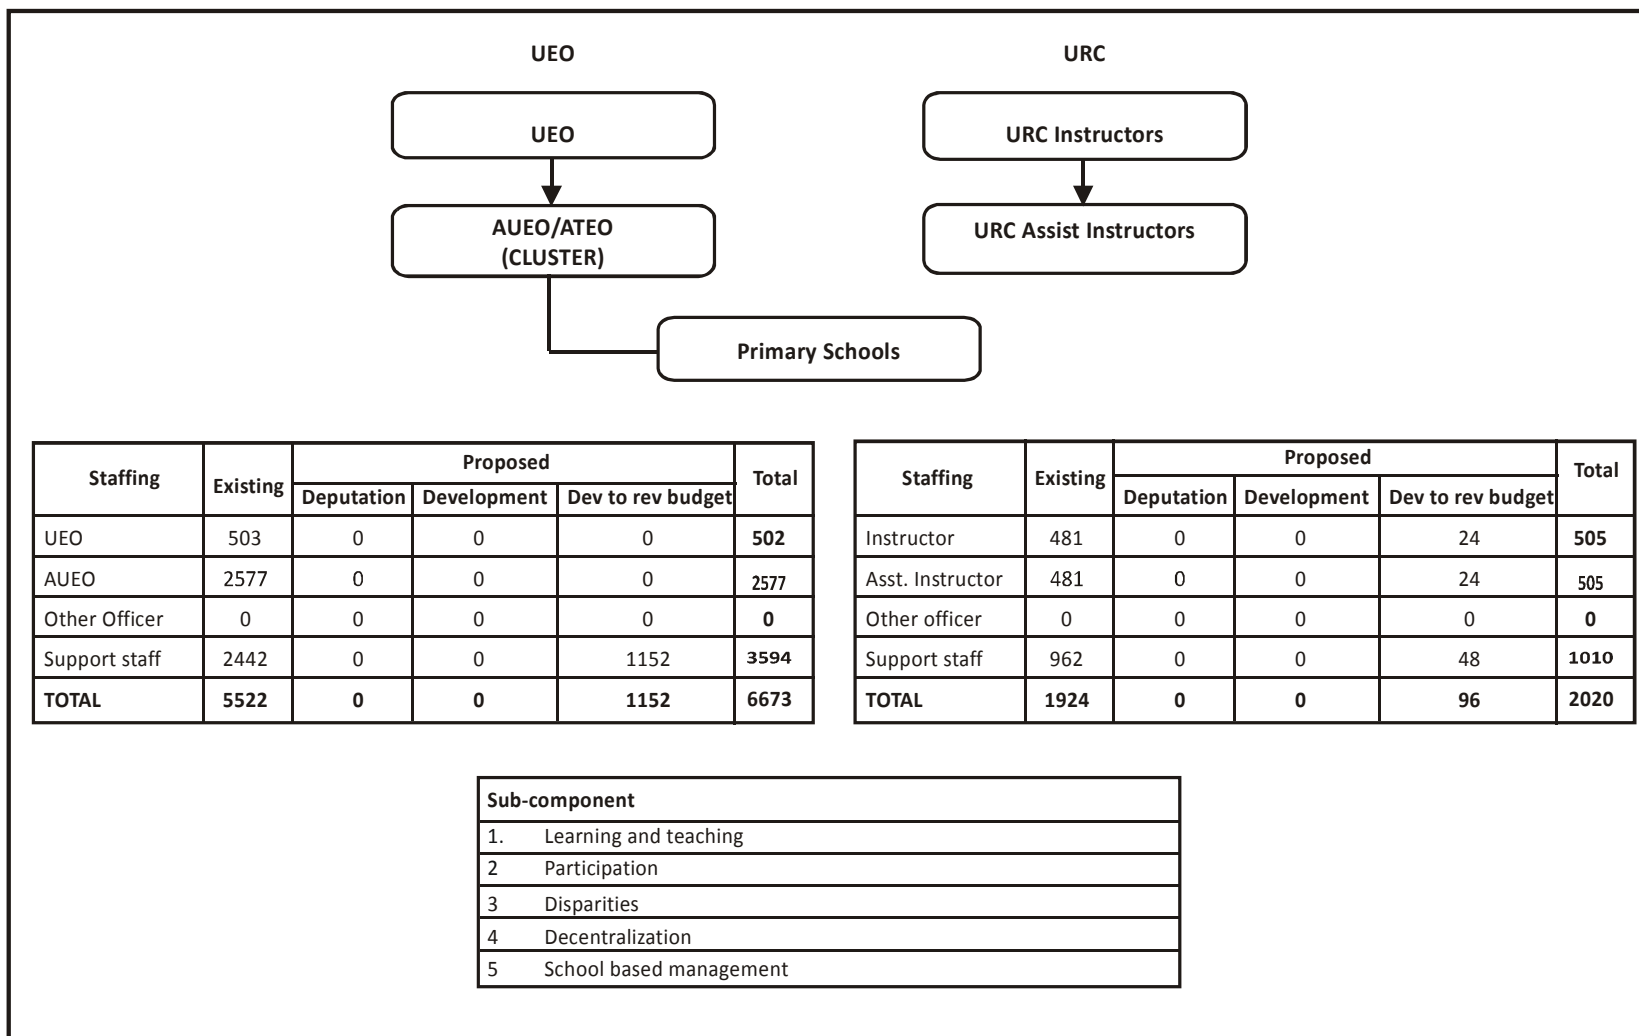 UEO
UEO
AUEO/ATEO
(CLUSTER)
Primary Schools
URC
URC Instructors
URC Assist Instructors
Staffing Existing Proposed Total
Deputation Development Dev to rev budget
UEO 503 0 0 0 502
AUEO 2577 0 0 0 2577
Other Officer 0 0 0 0 0
Support staff 2442 0 0 1152 3594
TOTAL 5522 0 0 1152 6673
Staffing Existing Proposed Total
Deputation Development Dev to rev budget
Instructor 481 0 0 24 505
Asst. Instructor 481 0 0 24 505
Other officer 0 0 0 0 0
Support staff 962 0 0 48 1010
TOTAL 1924 0 0 96 2020
Sub-component
1. Learning and teaching
2 Participation
3 Disparities
4 Decentralization
5 School based management